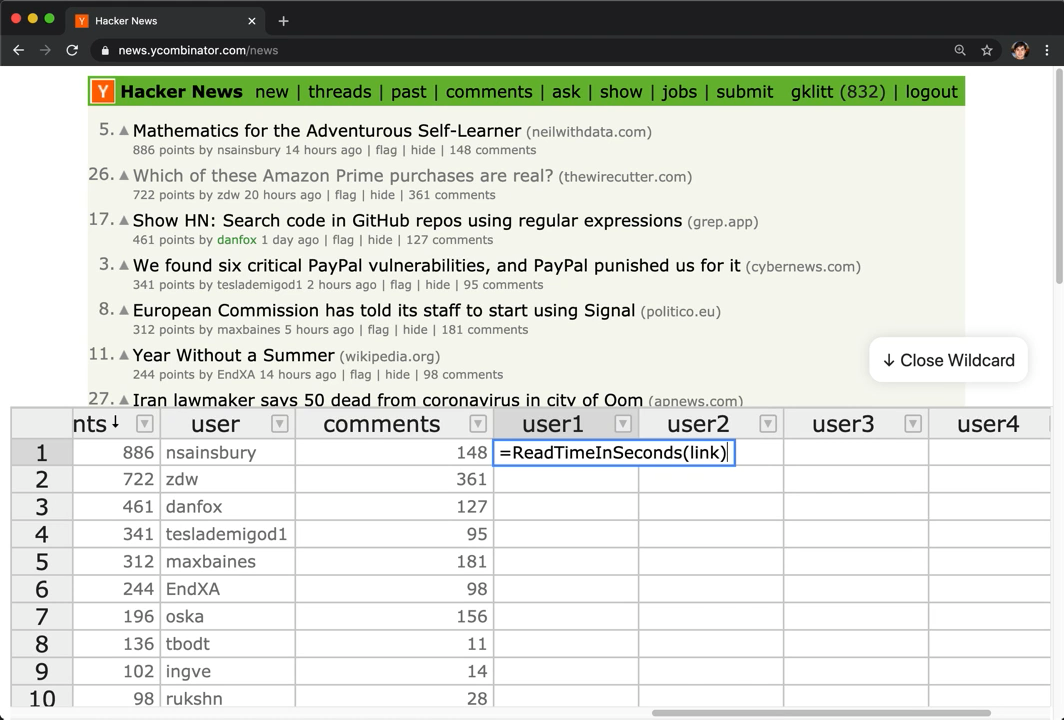 Hacker News
news.ycombinator.com/news
Y Hacker News new | threads | past | comments | ask | show | jobs | submit gklitt (832) | logout
5. Mathematics for the Adventurous Self-Learner (neilwithdata.com)
886 points by nsainsbury 14 hours ago | flag | hide | 148 comments
26. Which of these Amazon Prime purchases are real? (thewirecutter.com)
722 points by zdw 20 hours ago | flag | hide | 361 comments
17. Show HN: Search code in GitHub repos using regular expressions (grep.app)
461 points by danfox 1 day ago | flag | hide | 127 comments
3. We found six critical PayPal vulnerabilities, and PayPal punished us for it (cybernews.com)
341 points by teslademigod1 2 hours ago | flag | hide | 95 comments
8. European Commission has told its staff to start using Signal (politico.eu)
312 points by maxbaines 5 hours ago | flag | hide | 181 comments
11. Year Without a Summer (wikipedia.org)
244 points by EndXA 14 hours ago | flag | hide | 98 comments
↓ Close Wildcard
27. Iran lawmaker says 50 dead from coronavirus in city of Qom (apnews.com)
nts↓ user comments user1 user2 user3 user4
1 886 nsainsbury 148 =ReadTimeInSeconds(link)
2 722 zdw 361
3 461 danfox 127
4 341 teslademigod1 95
5 312 maxbaines 181
6 244 EndXA 98
7 196 oska 156
8 136 tbodt 11
9 102 ingve 14
10 98 rukshn 28